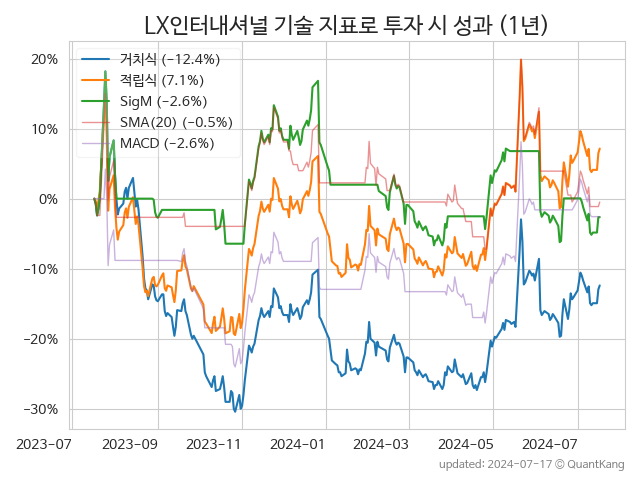 LX인터내셔널 기술 지표로 투자 시 성과 (1년)
20%
10%
0%
−10%
−20%
−30%
거치식 (−12.4%)
적립식 (7.1%)
SigM (−2.6%)
SMA(20) (−0.5%)
MACD (−2.6%)
2023-07 2023-09 2023-11 2024-01 2024-03 2024-05 2024-07
updated: 2024-07-17 © QuantKang